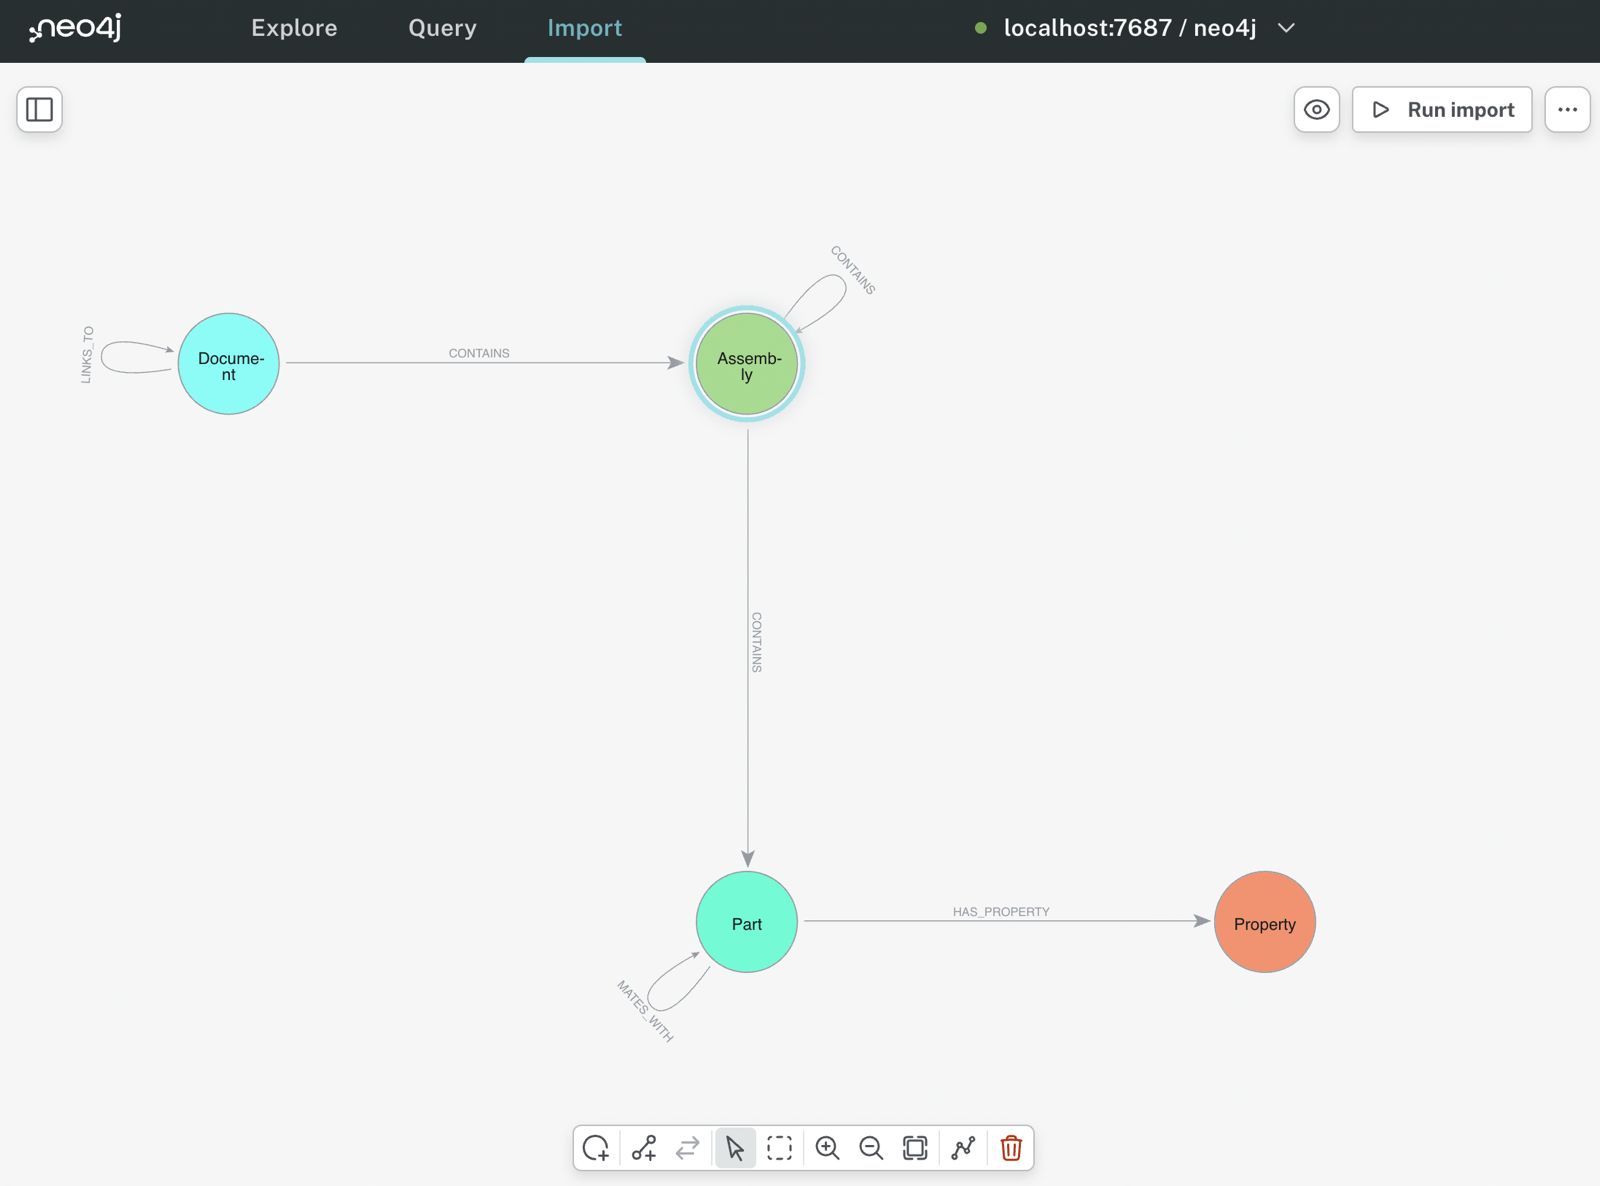 neo4j
Explore
Query
Import
localhost:7687 / neo4j
Run import
CONTAINS
LINKS_TO
Docume-
nt
CONTAINS
Assemb-
ly
CONTAINS
Part
HAS_PROPERTY
Property
MATES_WITH